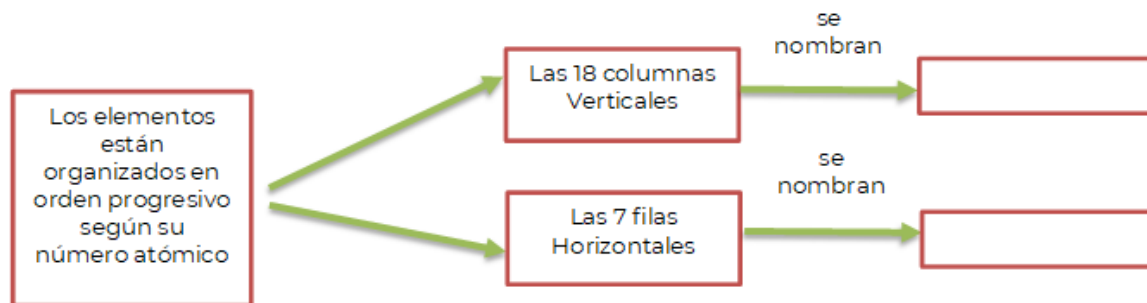 Los elementos
están
organizados en
orden progresivo
según su
número atómico
Las 18 columnas
Verticales
se
nombran
Las 7 filas
Horizontales
se
nombran